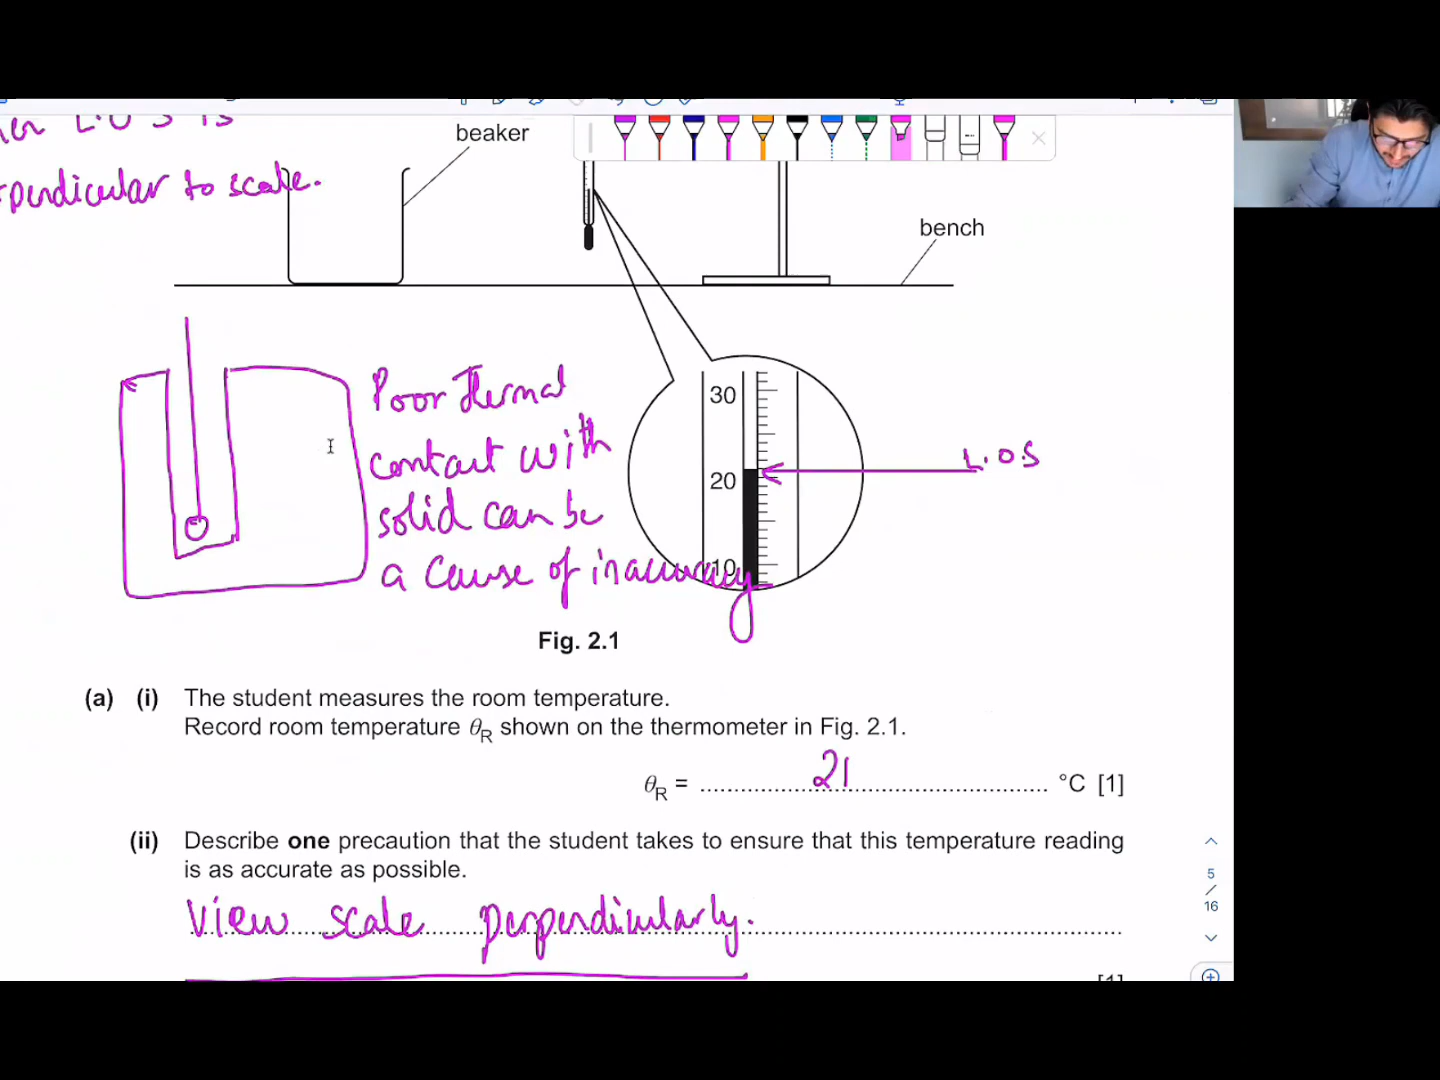 L.O S is
beaker
perpendicular to scale.
bench
Poor Thermal
contact with
solid can be
a cause of inaccuracy
30
20
10
L.O.S
Fig. 2.1
(a) (i) The student measures the room temperature.
Record room temperature θR shown on the thermometer in Fig. 2.1.
θR = 21 °C [1]
(ii) Describe one precaution that the student takes to ensure that this temperature reading
is as accurate as possible.
View scale perpendicularly.
[1]
5
/
16